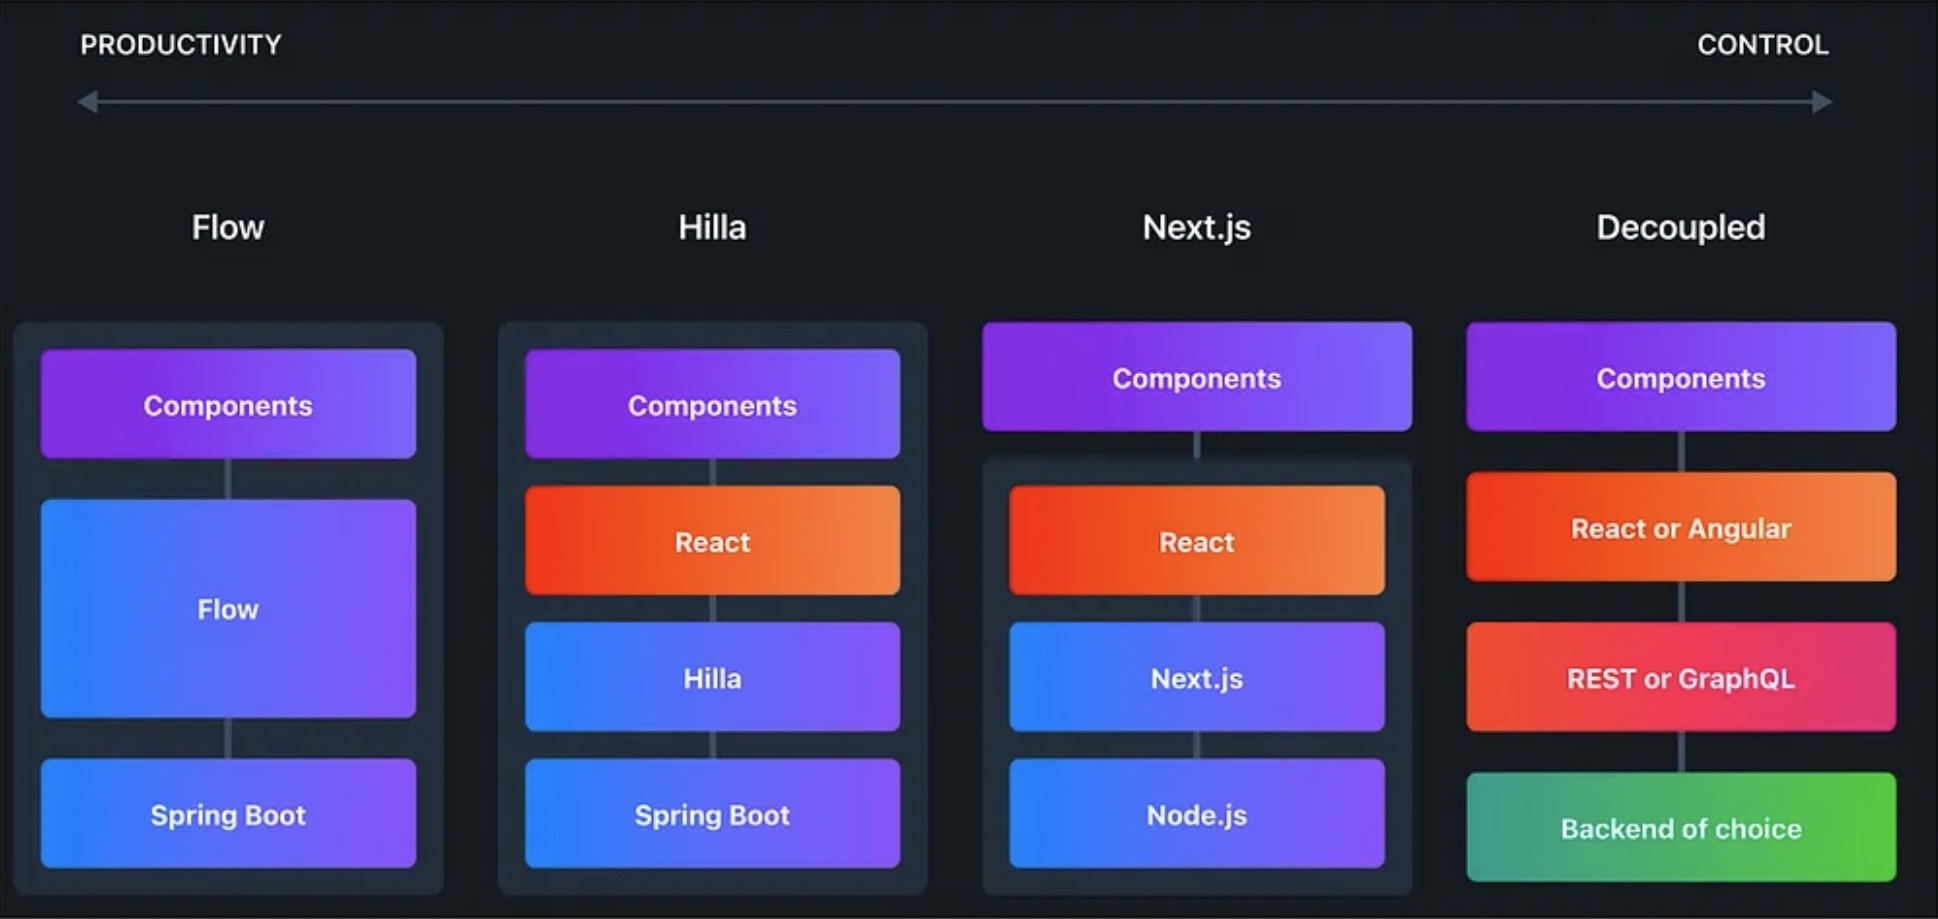 PRODUCTIVITY
CONTROL
Flow
Components
Flow
Spring Boot
Hilla
Components
React
Hilla
Spring Boot
Next.js
Components
React
Next.js
Node.js
Decoupled
Components
React or Angular
REST or GraphQL
Backend of choice